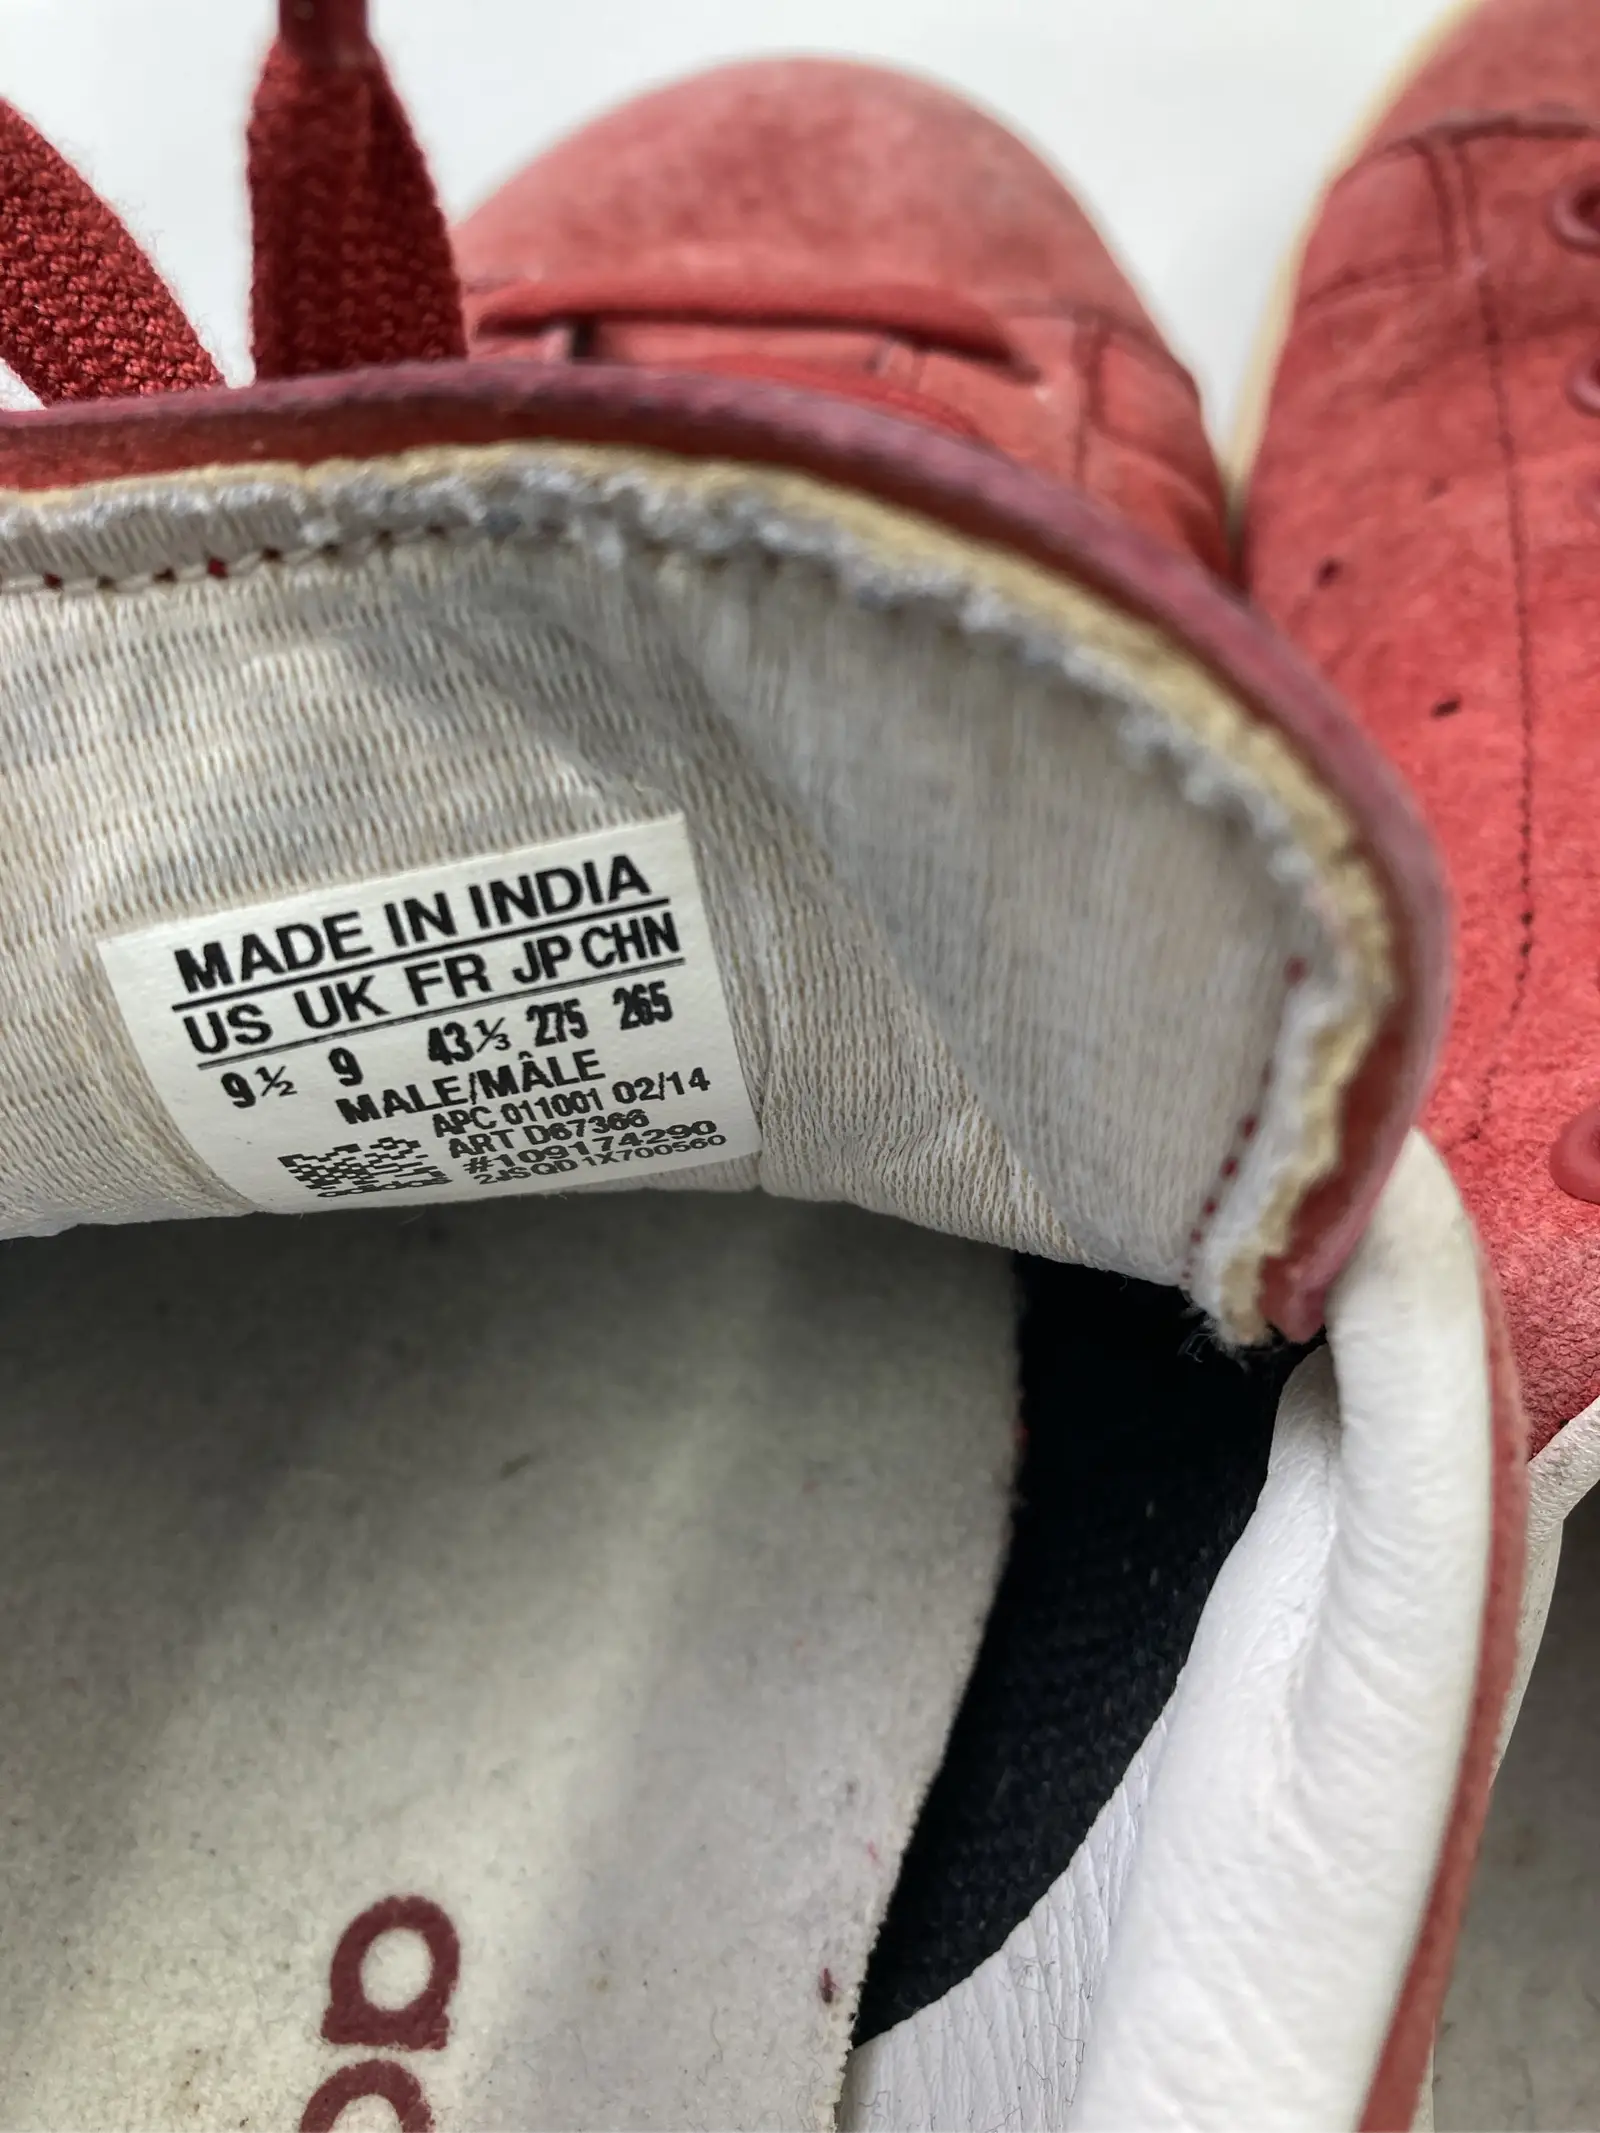 MADE IN INDIA
US UK FR JP CHN
9½ 9 43⅓ 275 265
MALE/MÂLE
APC 011001 02/14
ART D67366
#109174290
2JSQD1X700560
adidas